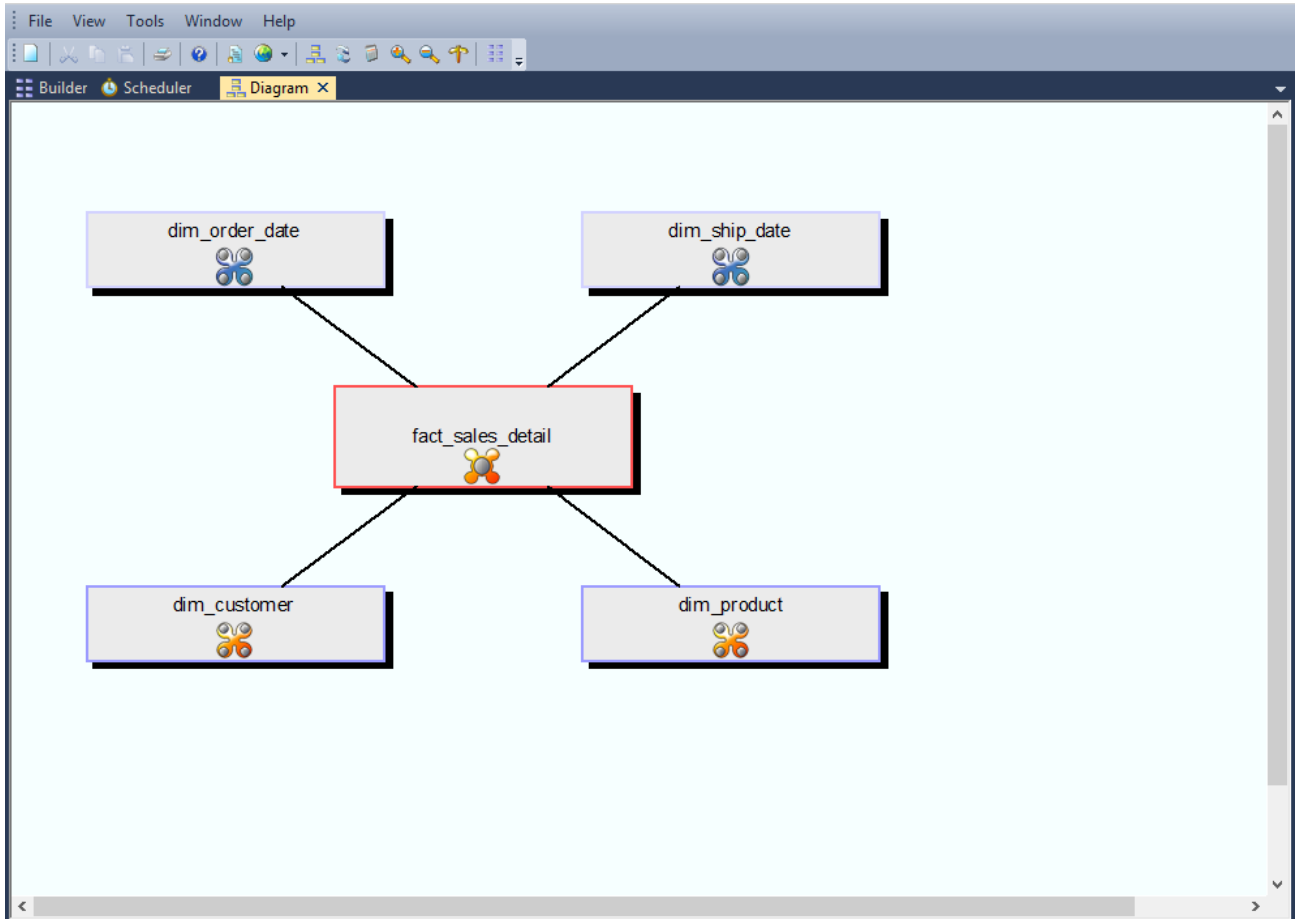 File View Tools Window Help
Builder Scheduler Diagram
dim_order_date dim_ship_date
fact_sales_detail
dim_customer dim_product